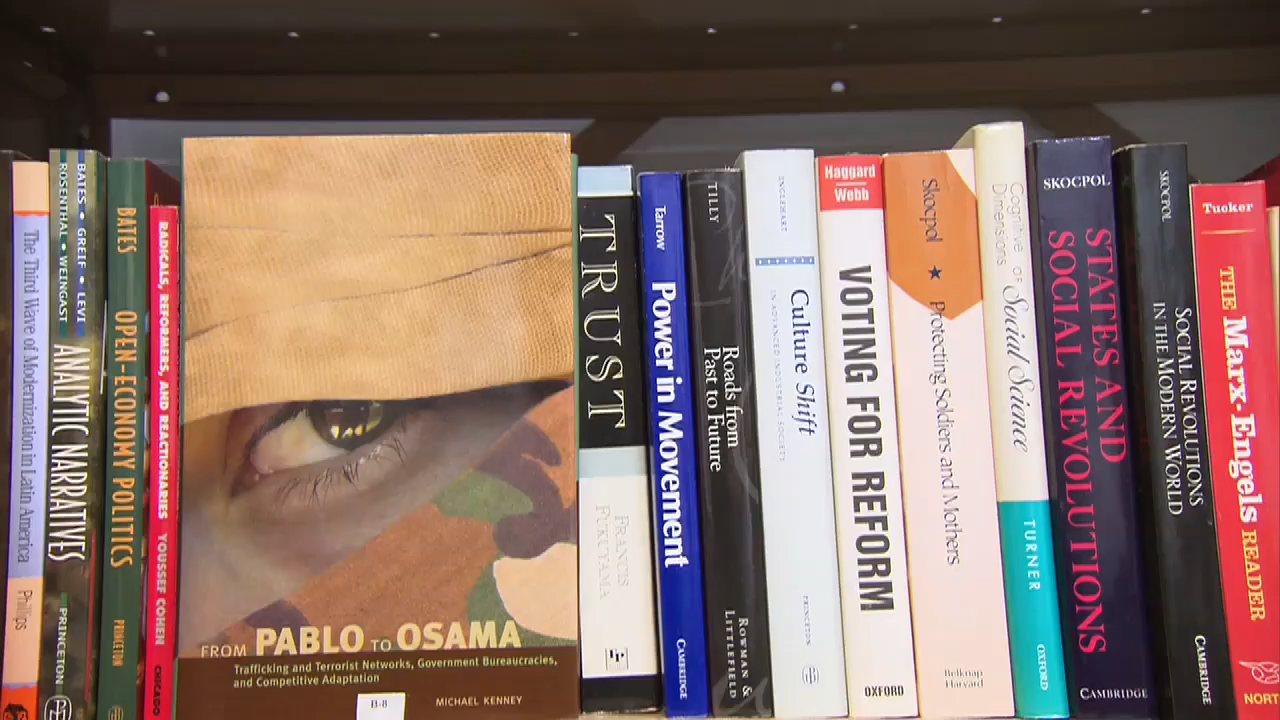 The Third Wave of Modernization in Latin America
Philips
BATES • GREIF • LEVI
ROSENTHAL • WEINGAST
ANALYTIC NARRATIVES
PRINCETON
BATES
OPEN-ECONOMY POLITICS
PRINCETON
RADICALS, REFORMERS, AND REACTIONARIES
YOUSSEF COHEN
CHICAGO
FROM PABLO TO OSAMA
Trafficking and Terrorist Networks, Government Bureaucracies,
and Competitive Adaptation
MICHAEL KENNEY
B-8
TRUST
FRANCIS
FUKUYAMA
Tarrow
Power in Movement
CAMBRIDGE
TILLY
Roads from
Past to Future
ROWMAN &
LITTLEFIELD
INGLEHART
Culture Shift
IN ADVANCED INDUSTRIAL SOCIETY
PRINCETON
Haggard
Webb
VOTING FOR REFORM
OXFORD
Skocpol
Protecting Soldiers and Mothers
Belknap
Harvard
Cognitive
Dimensions OF
Social Science
TURNER
OXFORD
SKOCPOL
STATES AND
SOCIAL REVOLUTIONS
CAMBRIDGE
SKOCPOL
SOCIAL REVOLUTIONS
IN THE MODERN WORLD
CAMBRIDGE
Tucker
THE Marx-Engels READER
NORT